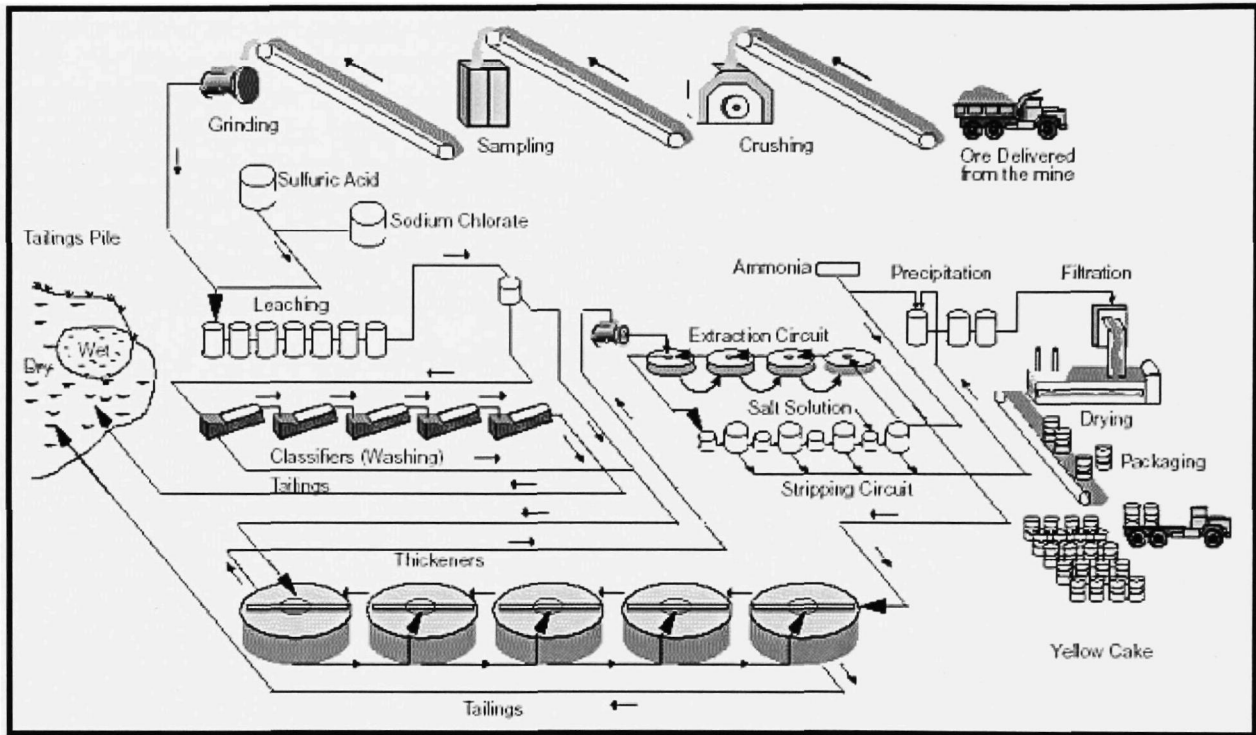 Grinding
Sampling
Crushing
Ore Delivered
from the mine
Sulfuric Acid
Sodium Chlorate
Tailings Pile
Leaching
Ammonia
Precipitation
Filtration
Wet
Dry
Extraction Circuit
Salt Solution
Drying
Classifiers (Washing)
Packaging
Tailings
Stripping Circuit
Thickeners
Yellow Cake
Tailings